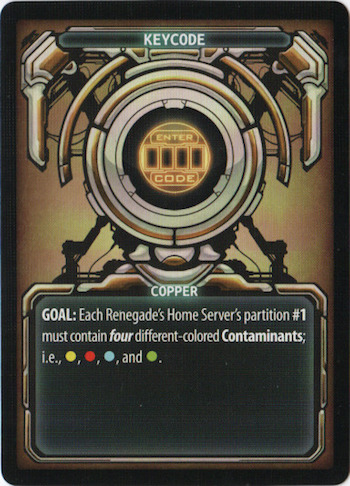 KEYCODE
ENTER
CODE
COPPER
GOAL: Each Renegade's Home Server's partition #1
must contain four different-colored Contaminants;
i.e., , , , and .